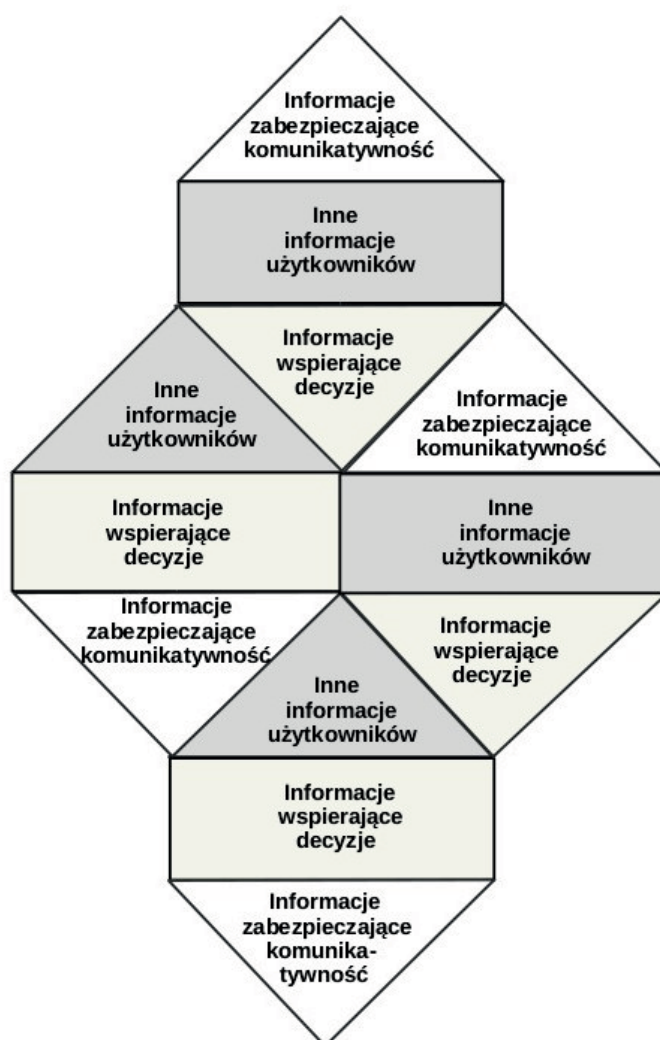 Informacje
zabezpieczające
komunikatywność
Inne
informacje
użytkowników
Informacje
wspierające
decyzje
Inne
informacje
użytkowników
Informacje
zabezpieczające
komunikatywność
Informacje
wspierające
decyzje
Inne
informacje
użytkowników
Informacje
zabezpieczające
komunikatywność
Informacje
wspierające
decyzje
Inne
informacje
użytkowników
Informacje
wspierające
decyzje
Informacje
zabezpieczające
komunika-
tywność